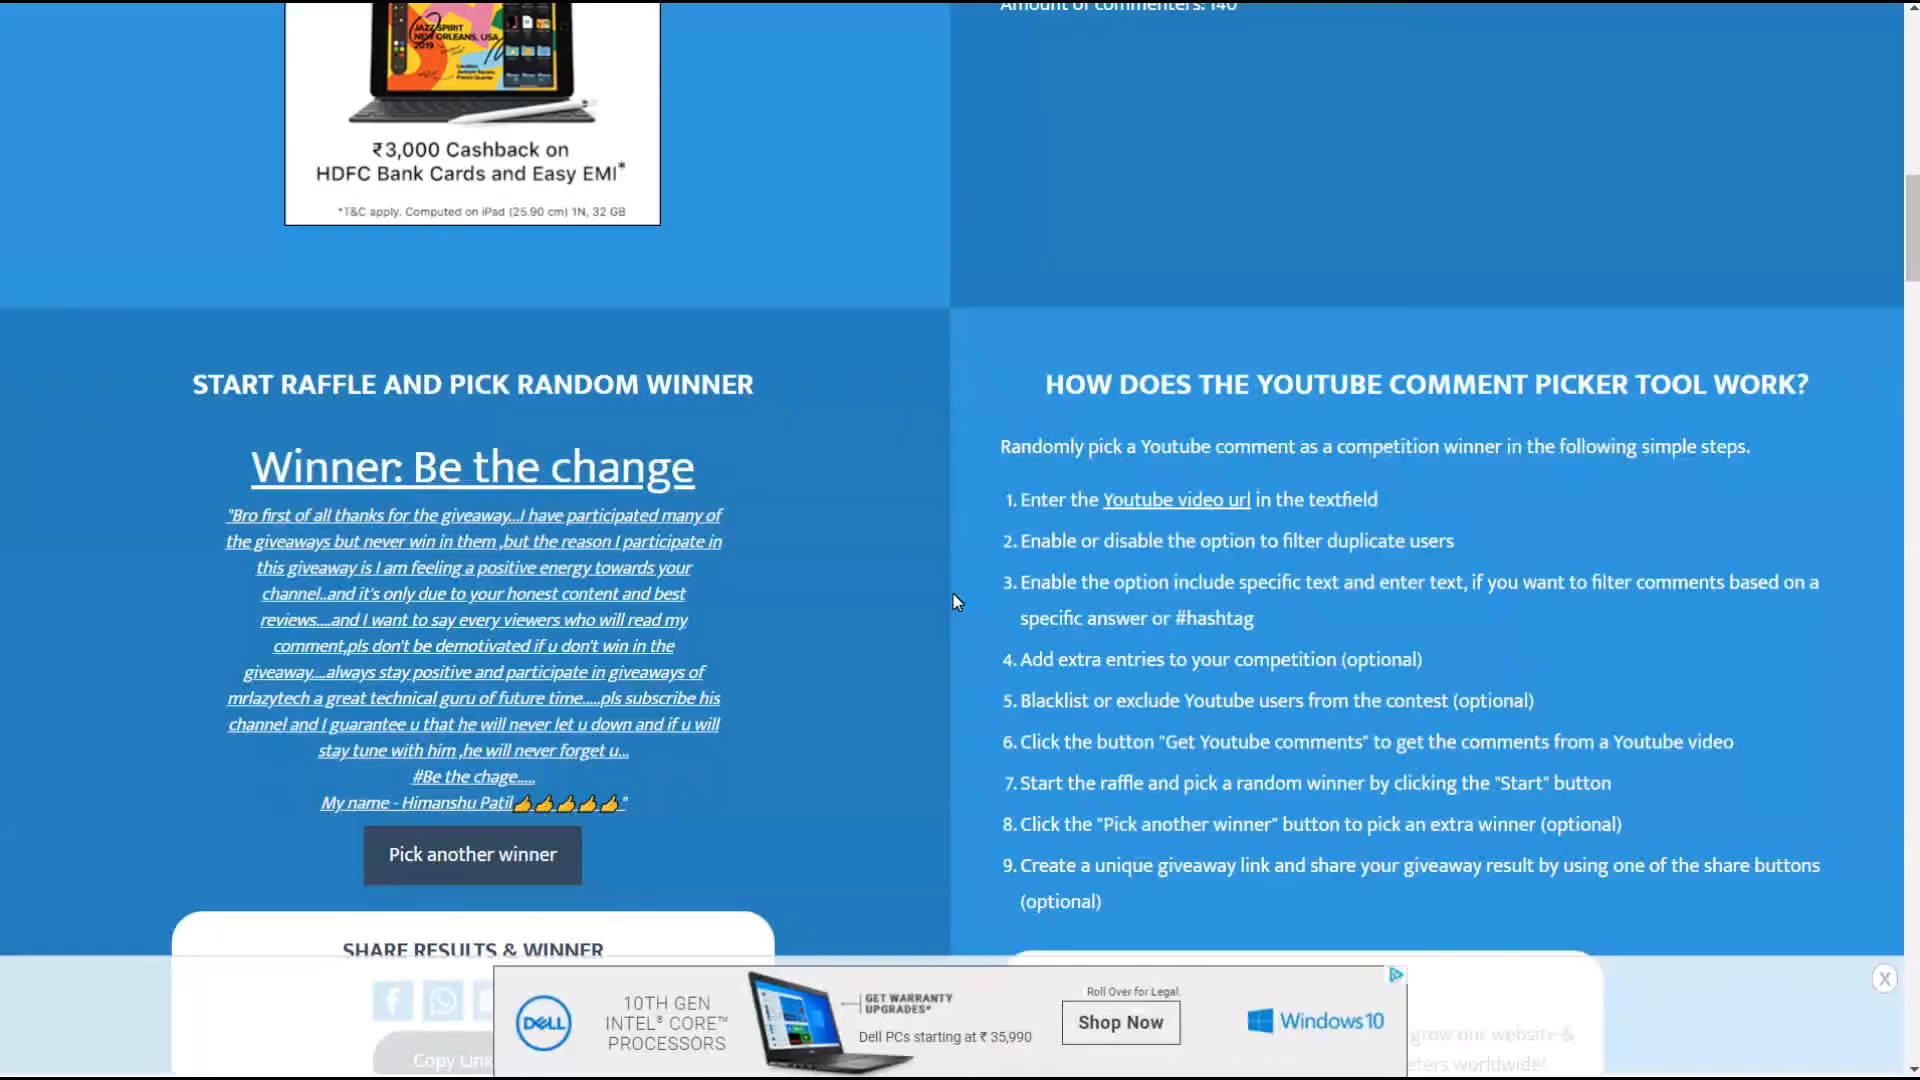 JAZZ SPIRIT
NEW ORLEANS, USA
2019
₹3,000 Cashback on
HDFC Bank Cards and Easy EMI*
*T&C apply. Computed on iPad (25.90 cm) 1N, 32 GB
Amount of commenters: 140
START RAFFLE AND PICK RANDOM WINNER
Winner: Be the change
"Bro first of all thanks for the giveaway...I have participated many of
the giveaways but never win in them ,but the reason I participate in
this giveaway is I am feeling a positive energy towards your
channel..and it's only due to your honest content and best
reviews....and I want to say every viewers who will read my
comment,pls don't be demotivated if u don't win in the
giveaway....always stay positive and participate in giveaways of
mrlazytech a great technical guru of future time.....pls subscribe his
channel and I guarantee u that he will never let u down and if u will
stay tune with him ,he will never forget u...
#Be the chage.....
My name - Himanshu Patil👍👍👍👍👍"
Pick another winner
SHARE RESULTS & WINNER
Copy Link
HOW DOES THE YOUTUBE COMMENT PICKER TOOL WORK?
Randomly pick a Youtube comment as a competition winner in the following simple steps.
1. Enter the Youtube video url in the textfield
2. Enable or disable the option to filter duplicate users
3. Enable the option include specific text and enter text, if you want to filter comments based on a
specific answer or #hashtag
4. Add extra entries to your competition (optional)
5. Blacklist or exclude Youtube users from the contest (optional)
6. Click the button "Get Youtube comments" to get the comments from a Youtube video
7. Start the raffle and pick a random winner by clicking the "Start" button
8. Click the "Pick another winner" button to pick an extra winner (optional)
9. Create a unique giveaway link and share your giveaway result by using one of the share buttons
(optional)
grow our website &
worldwide!
DELL
10TH GEN
INTEL® CORE™
PROCESSORS
GET WARRANTY
UPGRADES*
Dell PCs starting at ₹ 35,990
Roll Over for Legal.
Shop Now
Windows 10
X